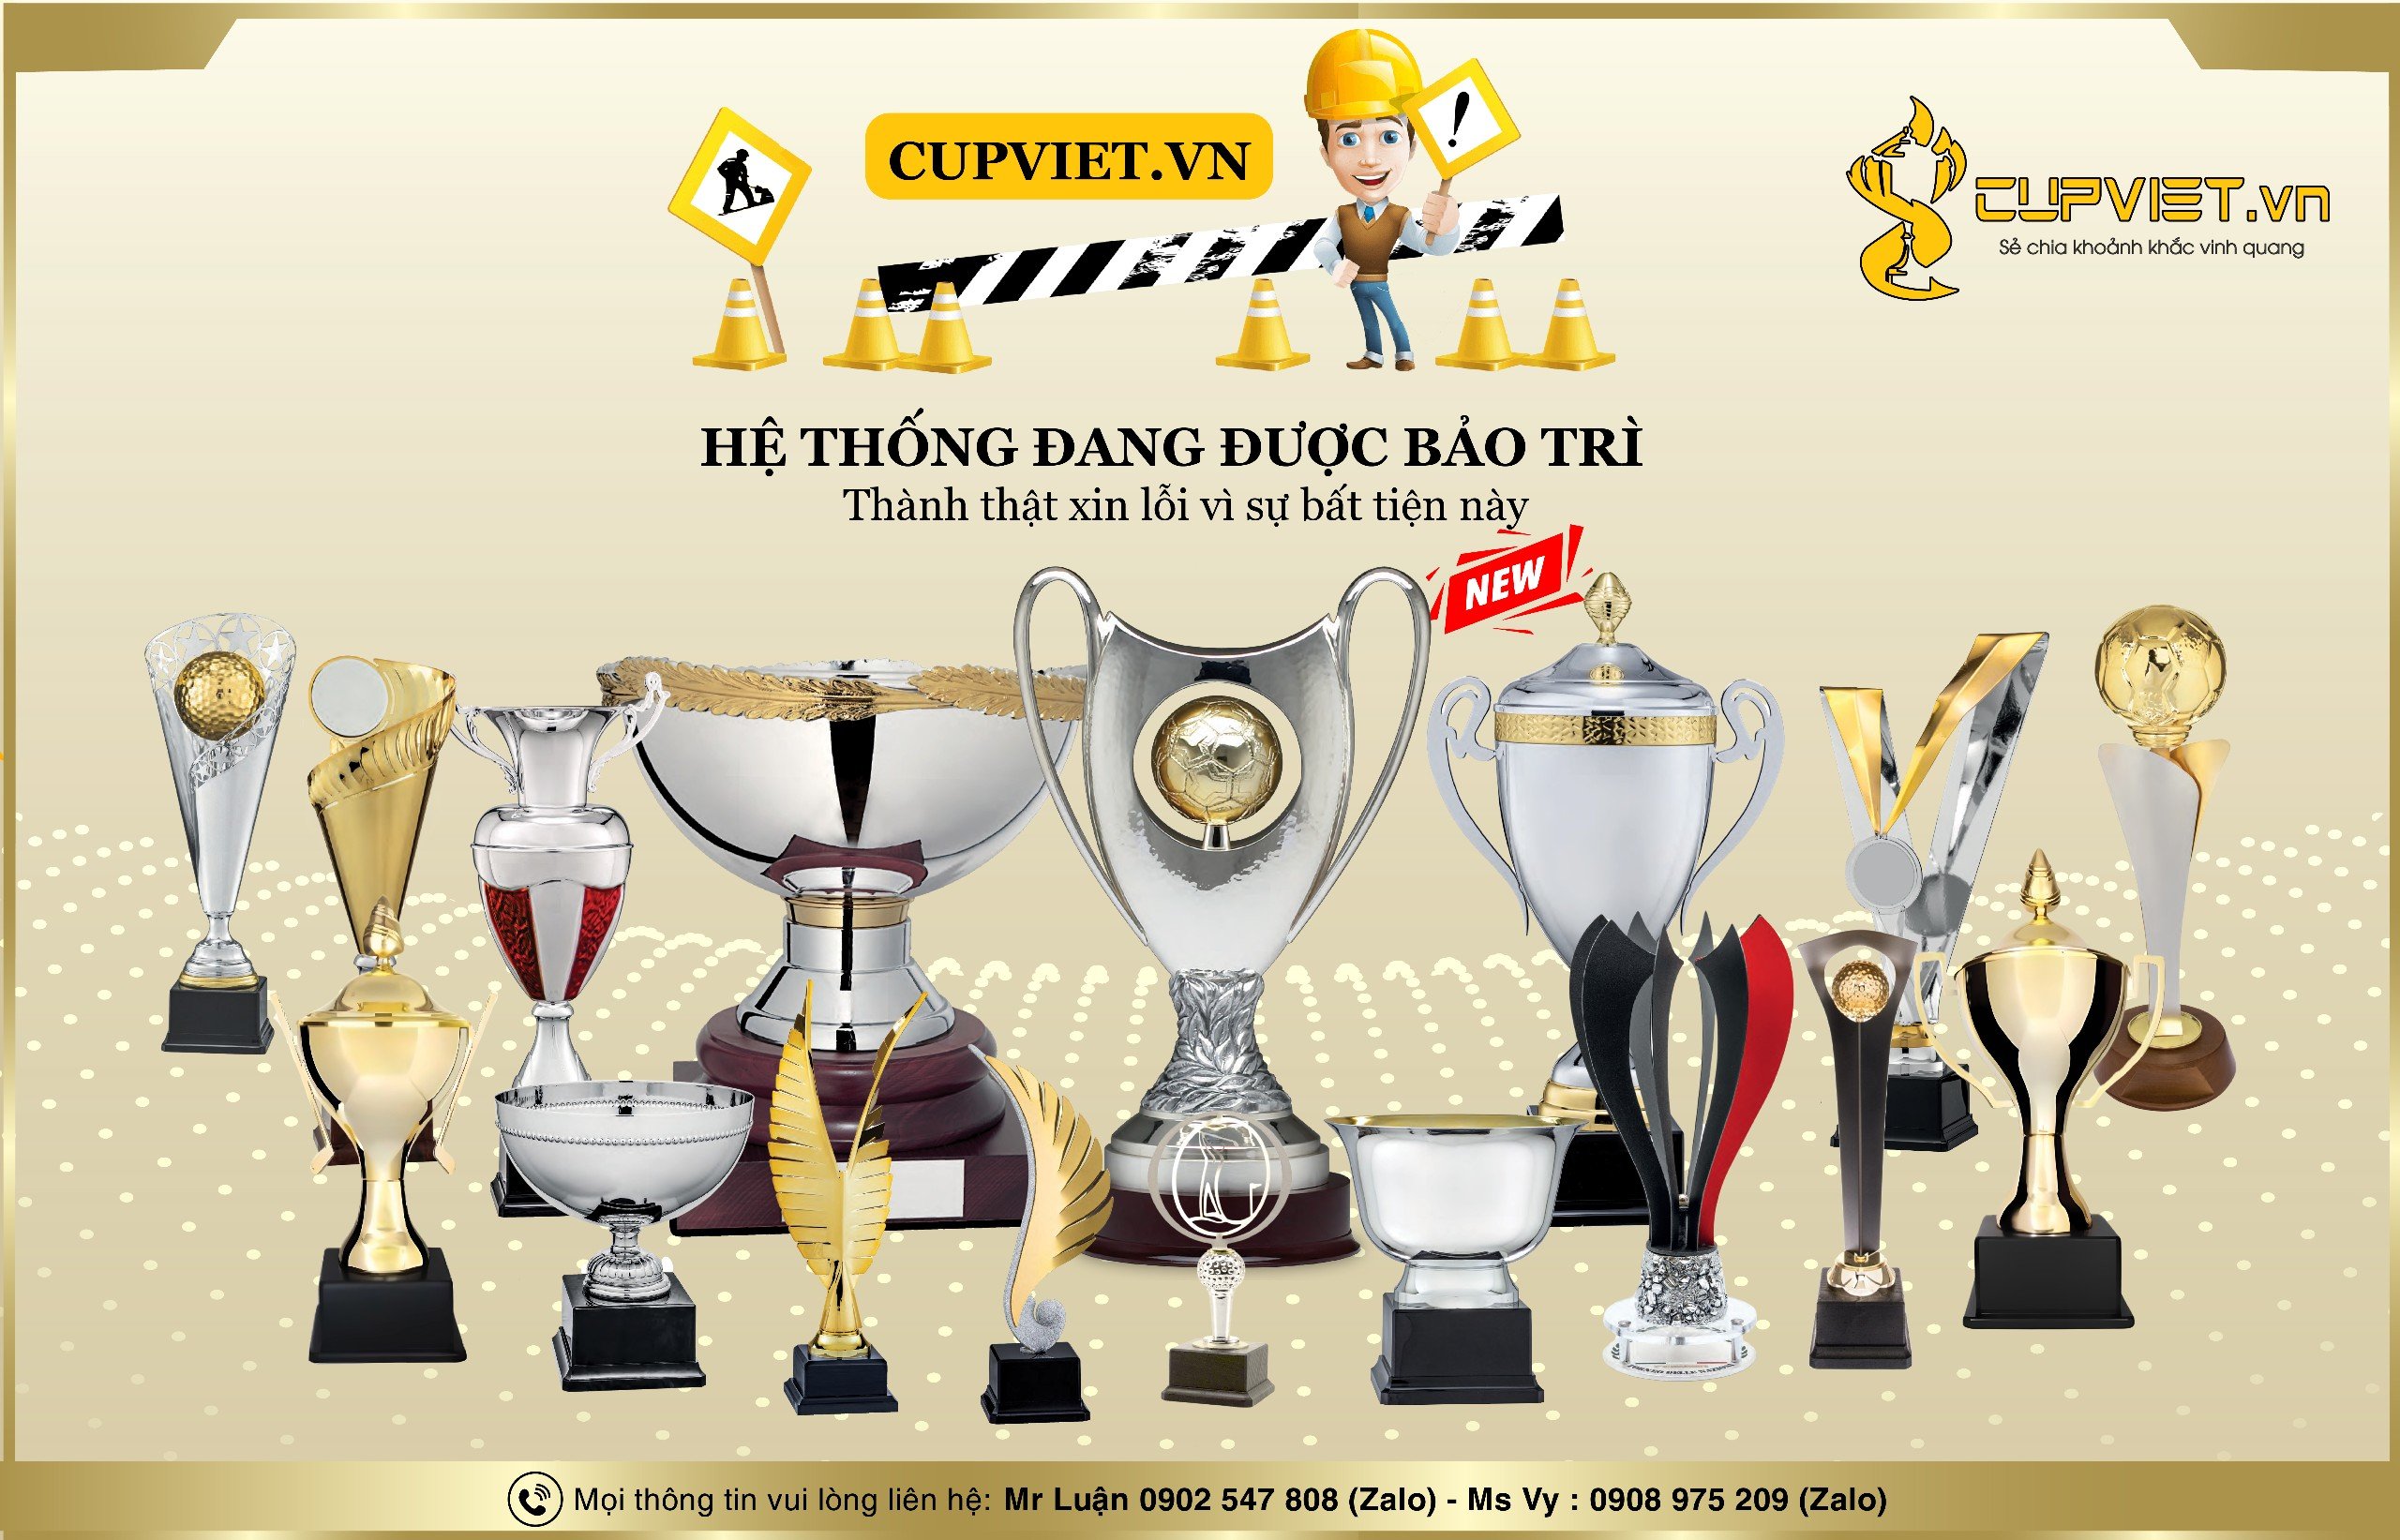 CUPVIET.VN
!
CUPVIET.vn
Sẻ chia khoảnh khắc vinh quang
HỆ THỐNG ĐANG ĐƯỢC BẢO TRÌ
Thành thật xin lỗi vì sự bất tiện này
NEW
Mọi thông tin vui lòng liên hệ: Mr Luận 0902 547 808 (Zalo) - Ms Vy : 0908 975 209 (Zalo)